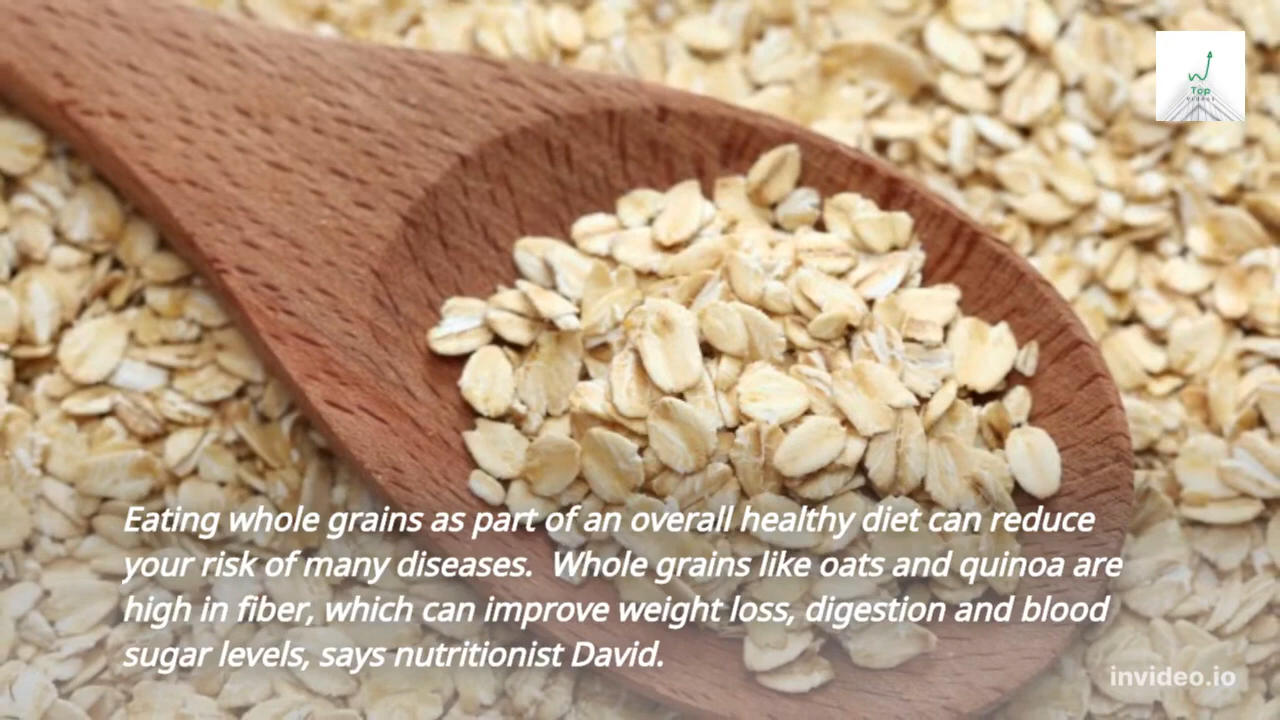 Top
Videos
Eating whole grains as part of an overall healthy diet can reduce
your risk of many diseases.  Whole grains like oats and quinoa are
high in fiber, which can improve weight loss, digestion and blood
sugar levels, says nutritionist David.
invideo.io